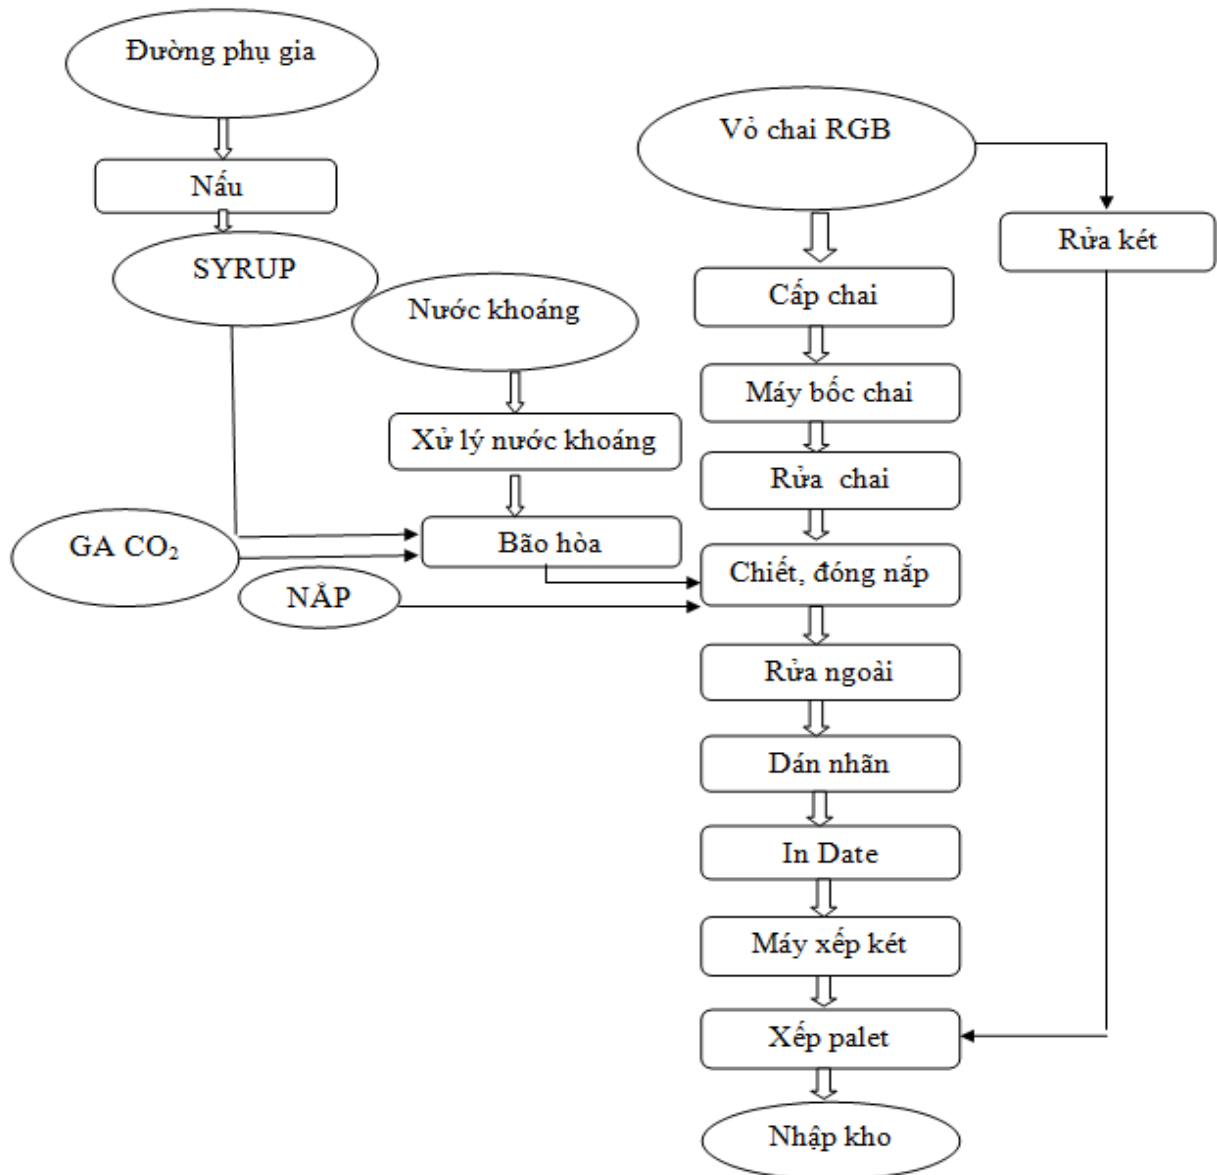 Đường phụ gia
Vỏ chai RGB
Nấu
Rửa két
SYRUP
Cấp chai
Nước khoáng
Máy bốc chai
Xử lý nước khoáng
Rửa  chai
GA CO₂
Bão hòa
Chiết, đóng nắp
NẮP
Rửa ngoài
Dán nhãn
In Date
Máy xếp két
Xếp palet
Nhập kho